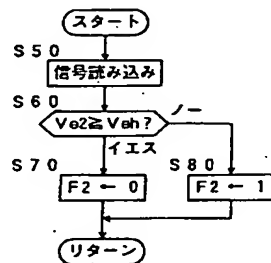 スタート
S50
信号読み込み
S60
Ve2≧Veh?
ノー
イエス
S70
S80
F2 ← 0
F2 ← 1
リターン